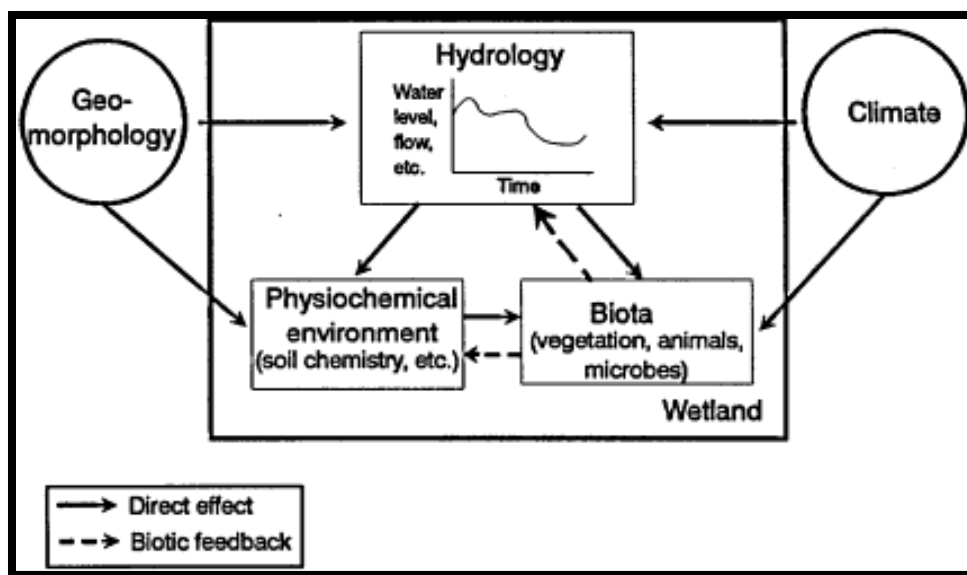 Hydrology
Water
level,
flow,
etc.
Time
Geo-
morphology
Climate
Physiochemical
environment
(soil chemistry, etc.)
Biota
(vegetation, animals,
microbes)
Wetland
Direct effect
Biotic feedback